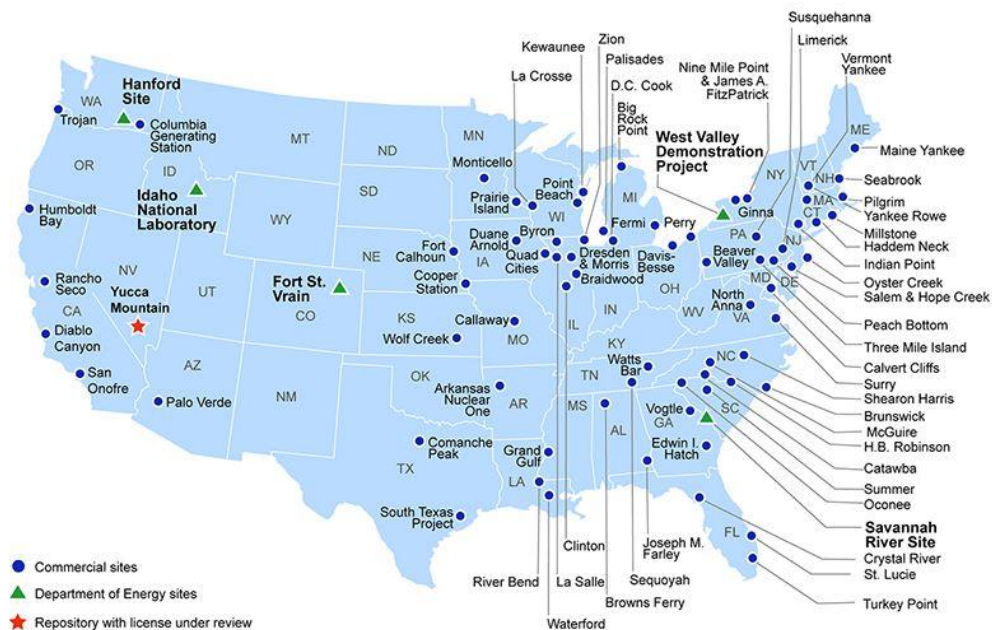 Susquehanna
Zion
Limerick
Kewaunee
Palisades
Vermont
Yankee
La Crosse
D.C. Cook
Nine Mile Point
& James A.
FitzPatrick
Big
Rock
Point
Hanford
Site
WA
Trojan
Columbia
Generating
Station
MT
ND
MN
Monticello
West Valley
Demonstration
Project
NY
VT
ME
NH
MA
CT
Maine Yankee
Seabrook
Pilgrim
Yankee Rowe
Millstone
Haddem Neck
Indian Point
Oyster Creek
Salem & Hope Creek
Peach Bottom
Three Mile Island
Calvert Cliffs
Surry
Shearon Harris
Brunswick
McGuire
H.B. Robinson
Catawba
Summer
Oconee
Savannah
River Site
Crystal River
St. Lucie
Turkey Point
OR
ID
Idaho
National
Laboratory
WY
SD
Prairie
Island
Point
Beach
WI
MI
Fermi
Perry
Ginna
PA
NJ
Humboldt
Bay
Duane
Arnold
Byron
Quad
Cities
Dresden
& Morris
Braidwood
Davis-
Besse
Beaver
Valley
MD
DE
Fort
Calhoun
NE
IA
Cooper
Station
NV
Rancho
Seco
CA
Yucca
Mountain
UT
Fort St.
Vrain
CO
KS
Wolf Creek
Callaway
MO
IL
IN
OH
WV
North
Anna
VA
KY
Diablo
Canyon
San
Onofre
AZ
Palo Verde
NM
OK
Arkansas
Nuclear
One
AR
TN
Watts
Bar
NC
SC
MS
AL
Vogtle
GA
Edwin I.
Hatch
Comanche
Peak
TX
Grand
Gulf
LA
South Texas
Project
FL
River Bend
Waterford
La Salle
Clinton
Browns Ferry
Sequoyah
Joseph M.
Farley
Commercial sites
Department of Energy sites
Repository with license under review